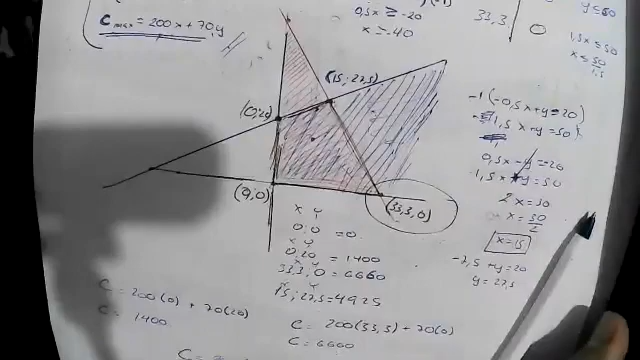 C max = 200x + 70y
0,5x ≥ -20
x ≥ -40
33,3
0
y ≤ 50
1,5x ≤ 50
x ≤ 50/1,5
(15; 27,5)
(0; 20)
(0; 0)
(33,3, 0)
-1 (-0,5x + y = 20)
1,5x + y = 50
0,5x - y = -20
1,5x + y = 50
2x = 30
x = 30/2
x = 15
-7,5 + y = 20
y = 27,5
x y
0; 0 = 0
x y
0; 20 = 1400
x y
33,3, 0 = 6660
x y
15; 27,5 = 4925
C = 200(0) + 70(20)
C = 1400
C = 200(33,3) + 70(0)
C = 6660
C =